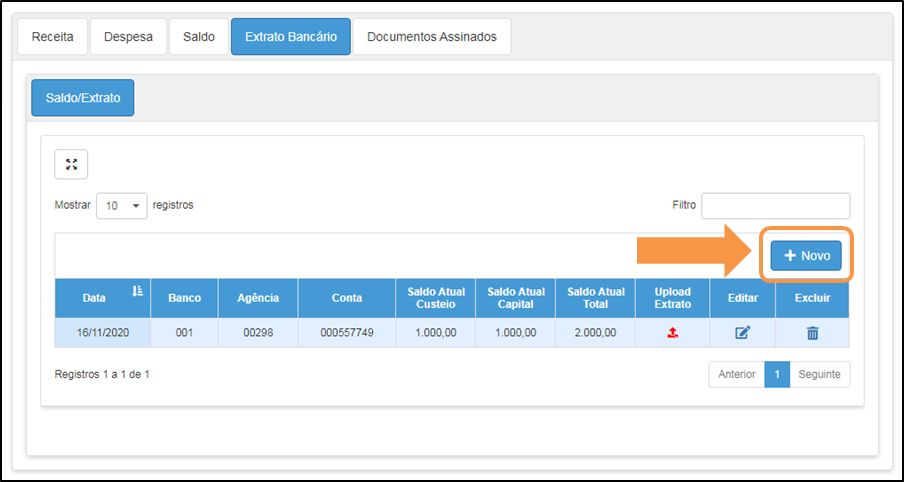 Receita Despesa Saldo Extrato Bancário Documentos Assinados
Saldo/Extrato
Mostrar 10 registros Filtro
+ Novo
Data Banco Agência Conta Saldo Atual Custeio Saldo Atual Capital Saldo Atual Total Upload Extrato Editar Excluir
16/11/2020 001 00298 000557749 1.000,00 1.000,00 2.000,00
Registros 1 a 1 de 1 Anterior 1 Seguinte